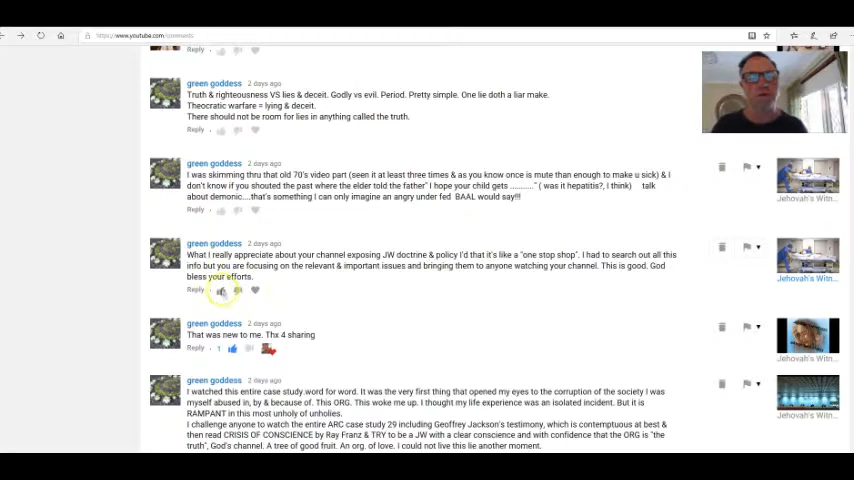 https://www.youtube.com/comments
Reply
green goddess 2 days ago
Truth & righteousness VS lies & deceit. Godly vs evil. Period. Pretty simple. One lie doth a liar make.
Theocratic warfare = lying & deceit.
There should not be room for lies in anything called the truth.
Reply
green goddess 2 days ago
I was skimming thru that old 70's video part (seen it at least three times & as you know once is mute than enough to make u sick) & I
don't know if you shouted the past where the elder told the father" I hope your child gets ..........." ( was it hepatitis?, I think) talk
about demonic....that's something I can only imagine an angry under fed BAAL would say!!!
Reply
Jehovah's Witn...
green goddess 2 days ago
What I really appreciate about your channel exposing JW doctrine & policy I'd that it's like a "one stop shop". I had to search out all this
info but you are focusing on the relevant & important issues and bringing them to anyone watching your channel. This is good. God
bless your efforts.
Jehovah's Witn...
Reply
green goddess 2 days ago
That was new to me. Thx 4 sharing
Reply 1
Jehovah's Witn...
green goddess 2 days ago
I watched this entire case study.word for word. It was the very first thing that opened my eyes to the corruption of the society I was
myself abused in, by & because of. This ORG. This woke me up. I thought my life experience was an isolated incident. But it is
RAMPANT in this most unholy of unholies.
Jehovah's Witn...
I challenge anyone to watch the entire ARC case study 29 including Geoffrey Jackson's testimony, which is contemptuous at best &
then read CRISIS OF CONSCIENCE by Ray Franz & TRY to be a JW with a clear conscience and with confidence that the ORG is "the
truth", God's channel. A tree of good fruit. An org. of love. I could not live this lie another moment.